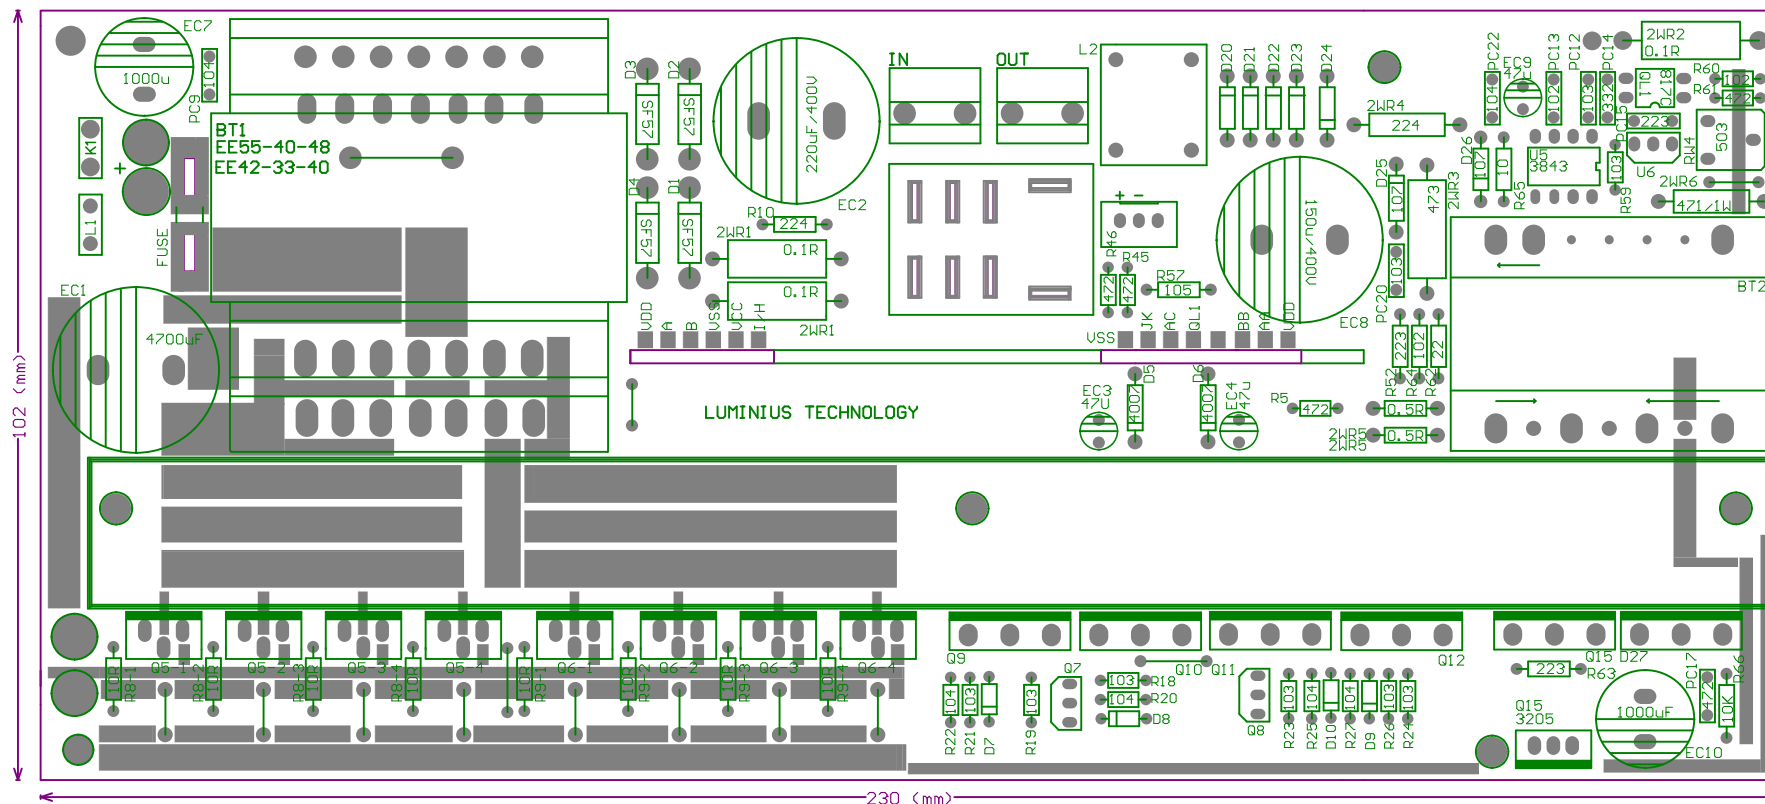 EC7
1000u
104
PC9
K1
+
L1
FUSE
BT1
EE55-40-48
EE42-33-40
D3
D2
SF57
SF57
D4
D1
SF57
SF57
220uF/400V
EC2
R10
224
2WR1
0.1R
0.1R
2WR1
IN
OUT
L2
D20
D21
D22
D23
D24
2WR4
224
PC22
104
EC9
47u
PC13
102
PC12
103
PC14
332
2WR2
0.1R
817C
QL1
R60
102
R61
472
PC15
223
U6
RW4
503
D26
107
10
R65
U5
3843
103
R59
2WR6
471/1W
D25
107
473
2WR3
103
PC20
+ -
R46
R45
472
472
R57
105
150u/400V
EC8
VDD
A
B
VSS
VCC
I/H
VSS
JK
AC
QL1
BB
AA
VDD
223
102
22
R52
R64
R62
BT2
EC1
4700uF
LUMINIUS TECHNOLOGY
EC3
47U
D5
4007
D6
4007
EC4
47u
R5
472
0.5R
2WR5
2WR5
0.5R
102 (mm)
Q5-1
Q5-2
Q5-3
Q5-4
Q6-1
Q6-2
Q6-3
Q6-4
10R
10R
10R
10R
10R
10R
10R
10R
R8-1
R8-2
R8-3
R8-4
R9-1
R9-2
R9-3
R9-4
Q9
Q10
Q11
Q12
Q15
D27
104
103
R22
R21
D7
103
R19
Q7
103
R18
104
R20
D8
Q8
103
104
104
103
103
R23
R25
D10
R27
D9
R26
R24
223
R63
Q15
3205
1000uF
EC10
PC17
472
R66
10K
230 (mm)